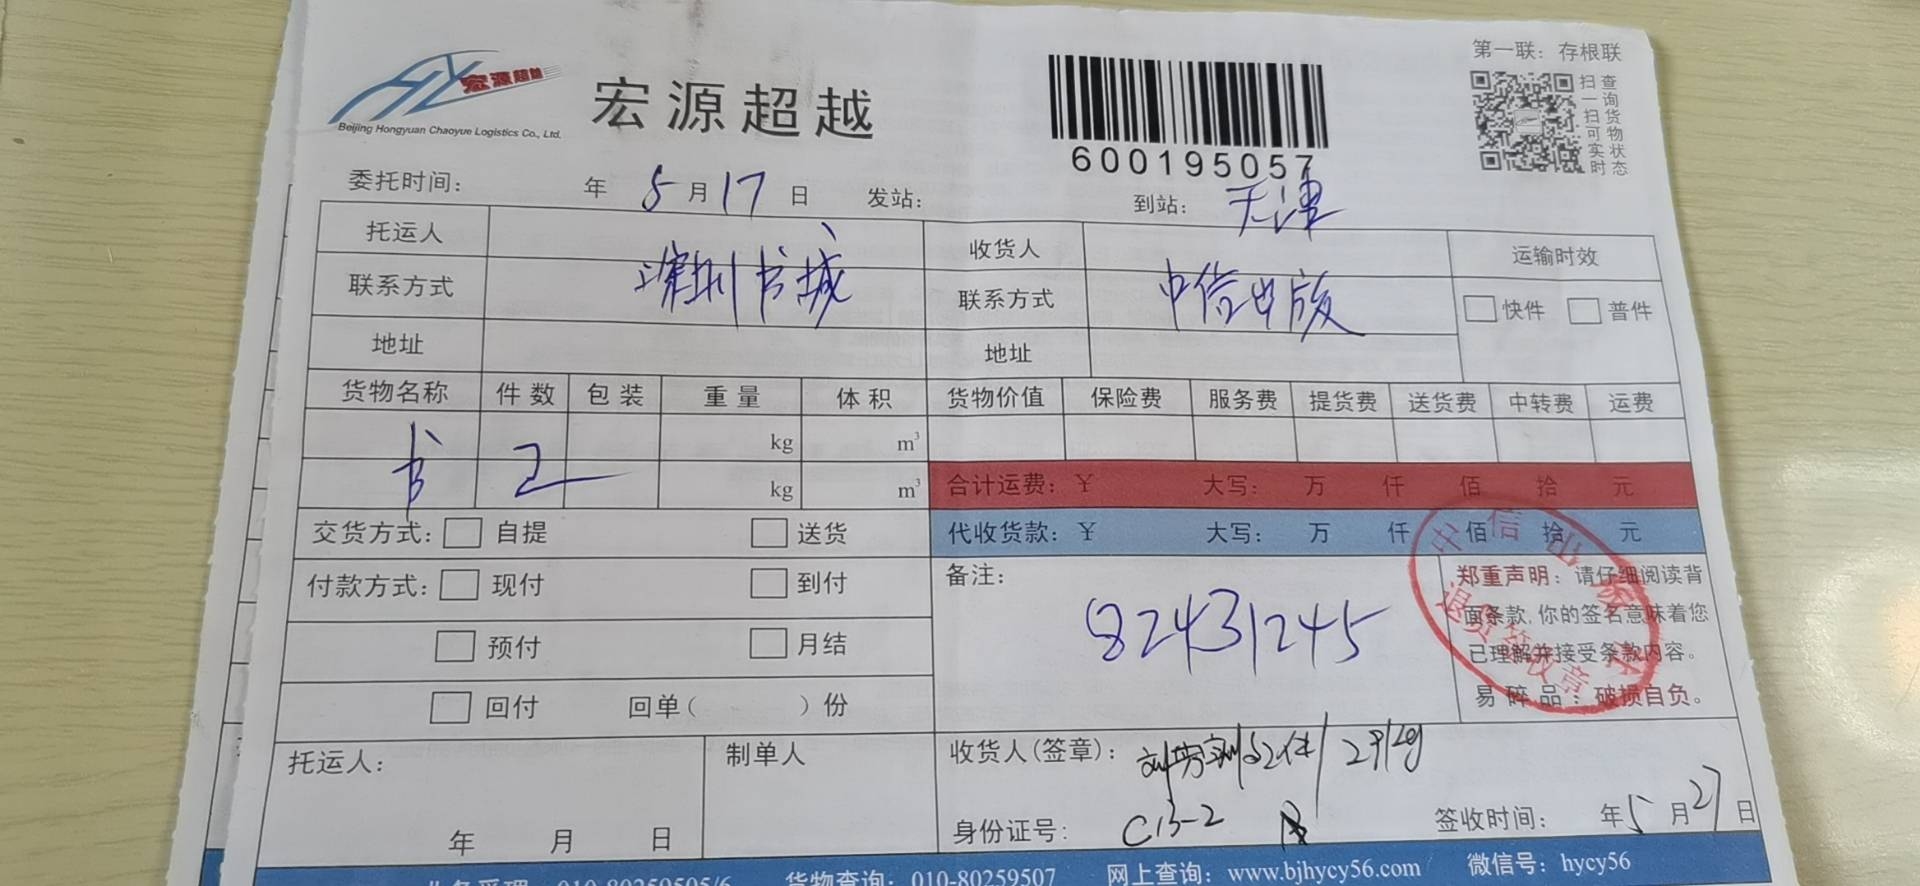 第一联：存根联
宏源超越
Beijing Hongyuan Chaoyue Logistics Co., Ltd.
宏源超越
600195057
扫一扫可实时
查询货物状态
委托时间： 年 5 月 17 日 发站： 到站： 天津
托运人 收货人 运输时效
联系方式 深圳书城 联系方式 中信出版 快件 普件
地址 地址
货物名称 件数 包装 重量 体积 货物价值 保险费 服务费 提货费 送货费 中转费 运费
kg m³
书 2 kg m³
合计运费：￥ 大写： 万 仟 佰 拾 元
代收货款：￥ 大写： 万 仟 佰 拾 元
交货方式： 自提 送货
付款方式： 现付 到付
预付 月结
回付 回单（ ）份
备注：
82431245
郑重声明：请仔细阅读背
面条款，你的签名意味着您
已理解并接受条款内容。
易碎品：破损自负。
中信出
托运人： 制单人 收货人(签章)：
年 月 日 身份证号： C13-2 签收时间： 年 5 月 27 日
010-80259505/6 货物查询：010-80259507 网上查询：www.bjhycy56.com 微信号：hycy56